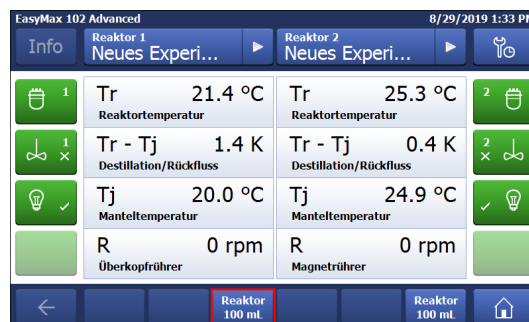 EasyMax 102 Advanced 8/29/2019 1:33 PM
Info
Reaktor 1
Neues Experi...
Reaktor 2
Neues Experi...
1
Tr 21.4 °C
Reaktortemperatur
Tr 25.3 °C
Reaktortemperatur
2
1
Tr - Tj 1.4 K
Destillation/Rückfluss
Tr - Tj 0.4 K
Destillation/Rückfluss
2
Tj 20.0 °C
Manteltemperatur
Tj 24.9 °C
Manteltemperatur
R 0 rpm
Überkopfrührer
R 0 rpm
Magnetrührer
Reaktor
100 mL
Reaktor
100 mL